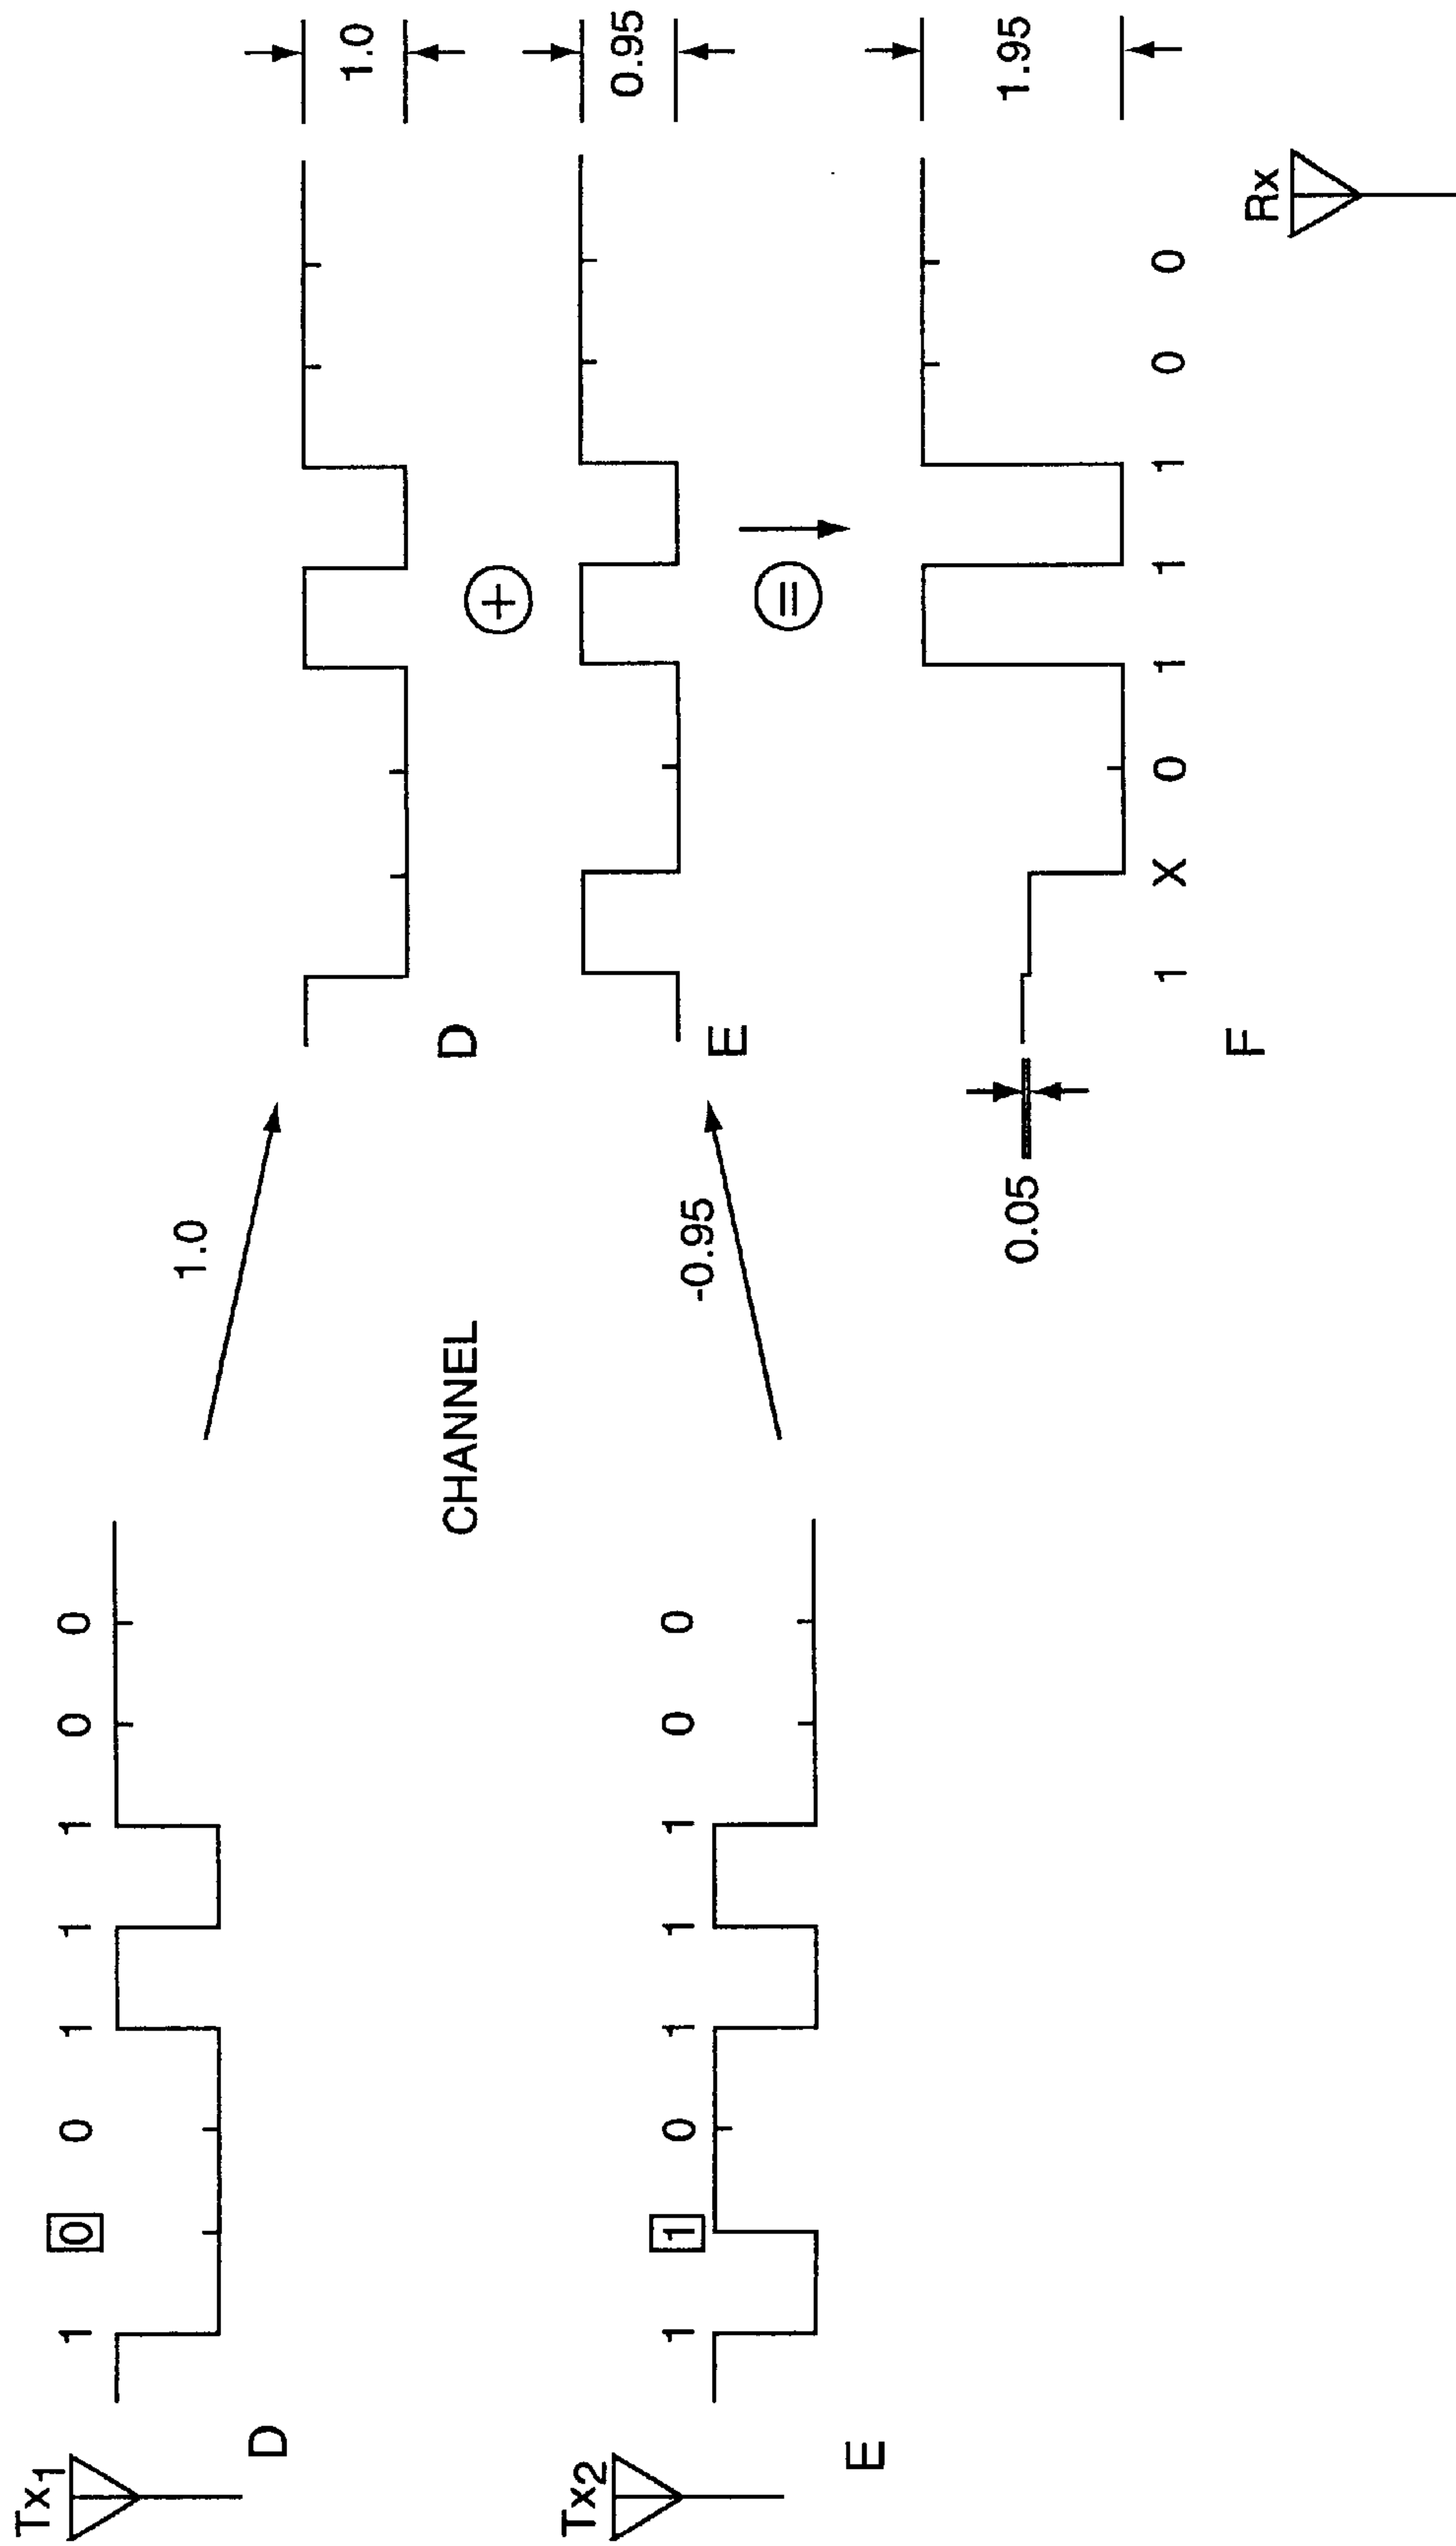 Tx1
1 0 0 1 1 1 0 0
D
Tx2
1 1 0 1 1 1 0 0
E
CHANNEL
1.0
-0.95
D
1.0
+
E
0.95
=
0.05
1.95
1 X 0 1 1 1 0 0
F
Rx